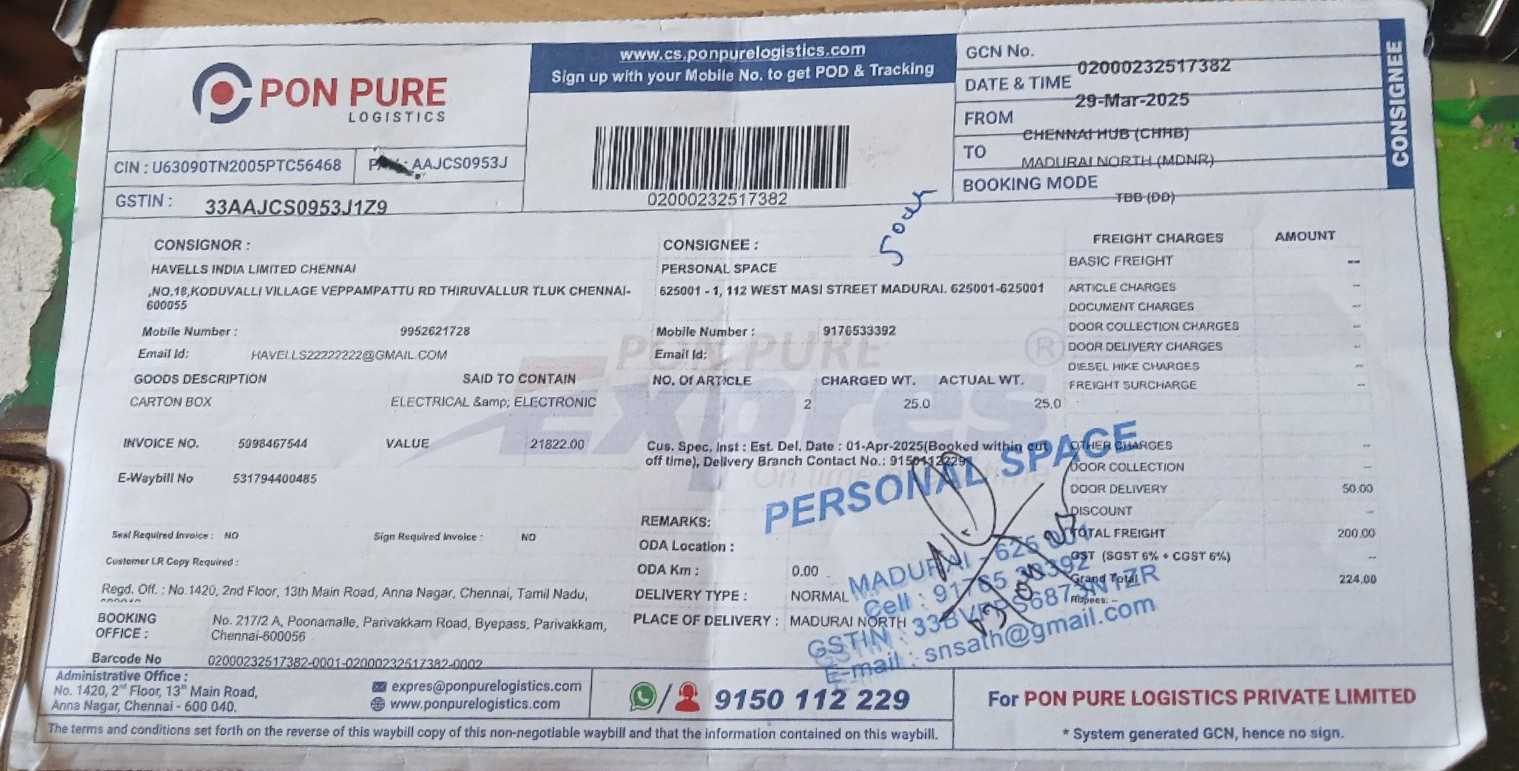 PON PURE
LOGISTICS
www.cs.ponpurelogistics.com
Sign up with your Mobile No. to get POD & Tracking
GCN No. 02000232517382
DATE & TIME 29-Mar-2025
FROM CHENNAI HUB (CHHB)
TO MADURAI NORTH (MDNR)
BOOKING MODE TBB (DD)
CONSIGNEE
CIN : U63090TN2005PTC56468
: AAJCS0953J
GSTIN : 33AAJCS0953J1Z9
02000232517382
CONSIGNOR :
HAVELLS INDIA LIMITED CHENNAI
,NO.18,KODUVALLI VILLAGE VEPPAMPATTU RD THIRUVALLUR TLUK CHENNAI-
600055
Mobile Number : 9952621728
Email Id: HAVELLS22222222@GMAIL.COM
CONSIGNEE :
PERSONAL SPACE
625001 - 1, 112 WEST MASI STREET MADURAI. 625001-625001
Mobile Number : 9176533392
Email Id:
PON PURE
Expres
®
GOODS DESCRIPTION SAID TO CONTAIN NO. Of ARTICLE CHARGED WT. ACTUAL WT.
CARTON BOX ELECTRICAL &amp; ELECTRONIC 2 25.0 25.0
INVOICE NO. 5998467544 VALUE 21822.00
E-Waybill No 531794400485
Cus. Spec. Inst : Est. Del. Date : 01-Apr-2025(Booked within cut
off time), Delivery Branch Contact No.: 9150112229
Seal Required Invoice : NO Sign Required Invoice : NO
Customer LR Copy Required :
REMARKS:
ODA Location :
ODA Km : 0.00
DELIVERY TYPE : NORMAL
PLACE OF DELIVERY : MADURAI NORTH
Regd. Off. : No.1420, 2nd Floor, 13th Main Road, Anna Nagar, Chennai, Tamil Nadu,
BOOKING OFFICE : No. 217/2 A, Poonamalle, Parivakkam Road, Byepass, Parivakkam,
Chennai-600056
Barcode No 02000232517382-0001-02000232517382-0002
FREIGHT CHARGES AMOUNT
BASIC FREIGHT --
ARTICLE CHARGES --
DOCUMENT CHARGES --
DOOR COLLECTION CHARGES --
DOOR DELIVERY CHARGES --
DIESEL HIKE CHARGES --
FREIGHT SURCHARGE --
OTHER CHARGES --
DOOR COLLECTION --
DOOR DELIVERY 50.00
DISCOUNT --
TOTAL FREIGHT 200.00
GST (SGST 6% + CGST 6%) --
Grand Total 224.00
Rupees: --
PERSONAL SPACE
MADURAI - 625 001
Cell : 91765 33392
E-mail : snsath@gmail.com
Administrative Office :
No. 1420, 2nd Floor, 13th Main Road,
Anna Nagar, Chennai - 600 040.
expres@ponpurelogistics.com
www.ponpurelogistics.com
9150 112 229
For PON PURE LOGISTICS PRIVATE LIMITED
* System generated GCN, hence no sign.
The terms and conditions set forth on the reverse of this waybill copy of this non-negotiable waybill and that the information contained on this waybill.